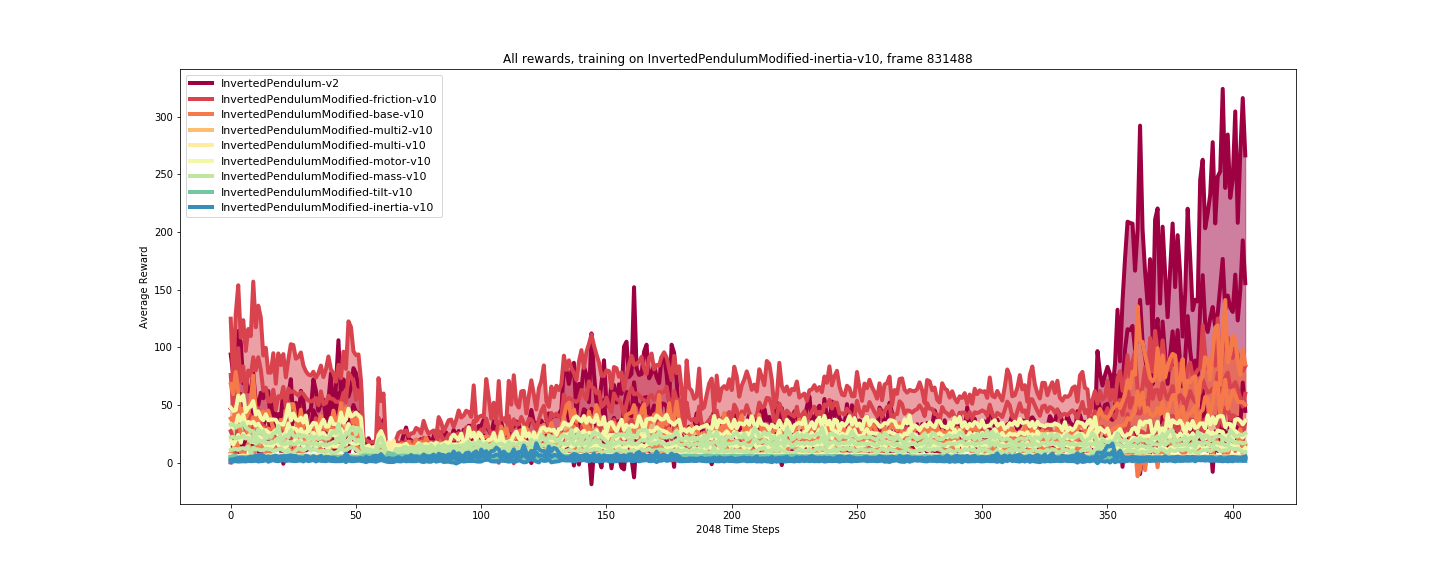 All rewards, training on InvertedPendulumModified-inertia-v10, frame 831488
InvertedPendulum-v2
InvertedPendulumModified-friction-v10
InvertedPendulumModified-base-v10
InvertedPendulumModified-multi2-v10
InvertedPendulumModified-multi-v10
InvertedPendulumModified-motor-v10
InvertedPendulumModified-mass-v10
InvertedPendulumModified-tilt-v10
InvertedPendulumModified-inertia-v10
Average Reward
300
250
200
150
100
50
0
0 50 100 150 200 250 300 350 400
2048 Time Steps